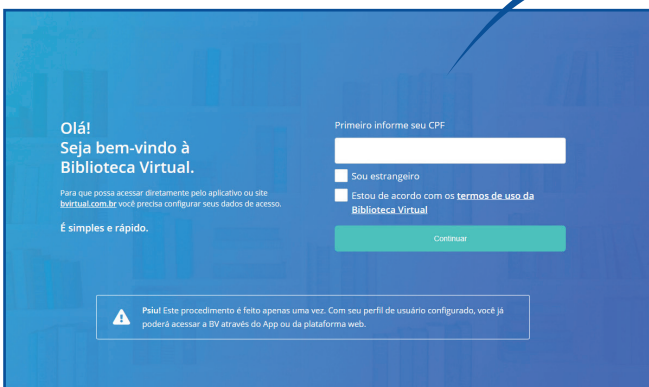 Olá!
Seja bem-vindo à
Biblioteca Virtual.
Para que possa acessar diretamente pelo aplicativo ou site
bvirtual.com.br você precisa configurar seus dados de acesso.
É simples e rápido.
Primeiro informe seu CPF
Sou estrangeiro
Estou de acordo com os termos de uso da
Biblioteca Virtual
Continuar
Psiu! Este procedimento é feito apenas uma vez. Com seu perfil de usuário configurado, você já
poderá acessar a BV através do App ou da plataforma web.